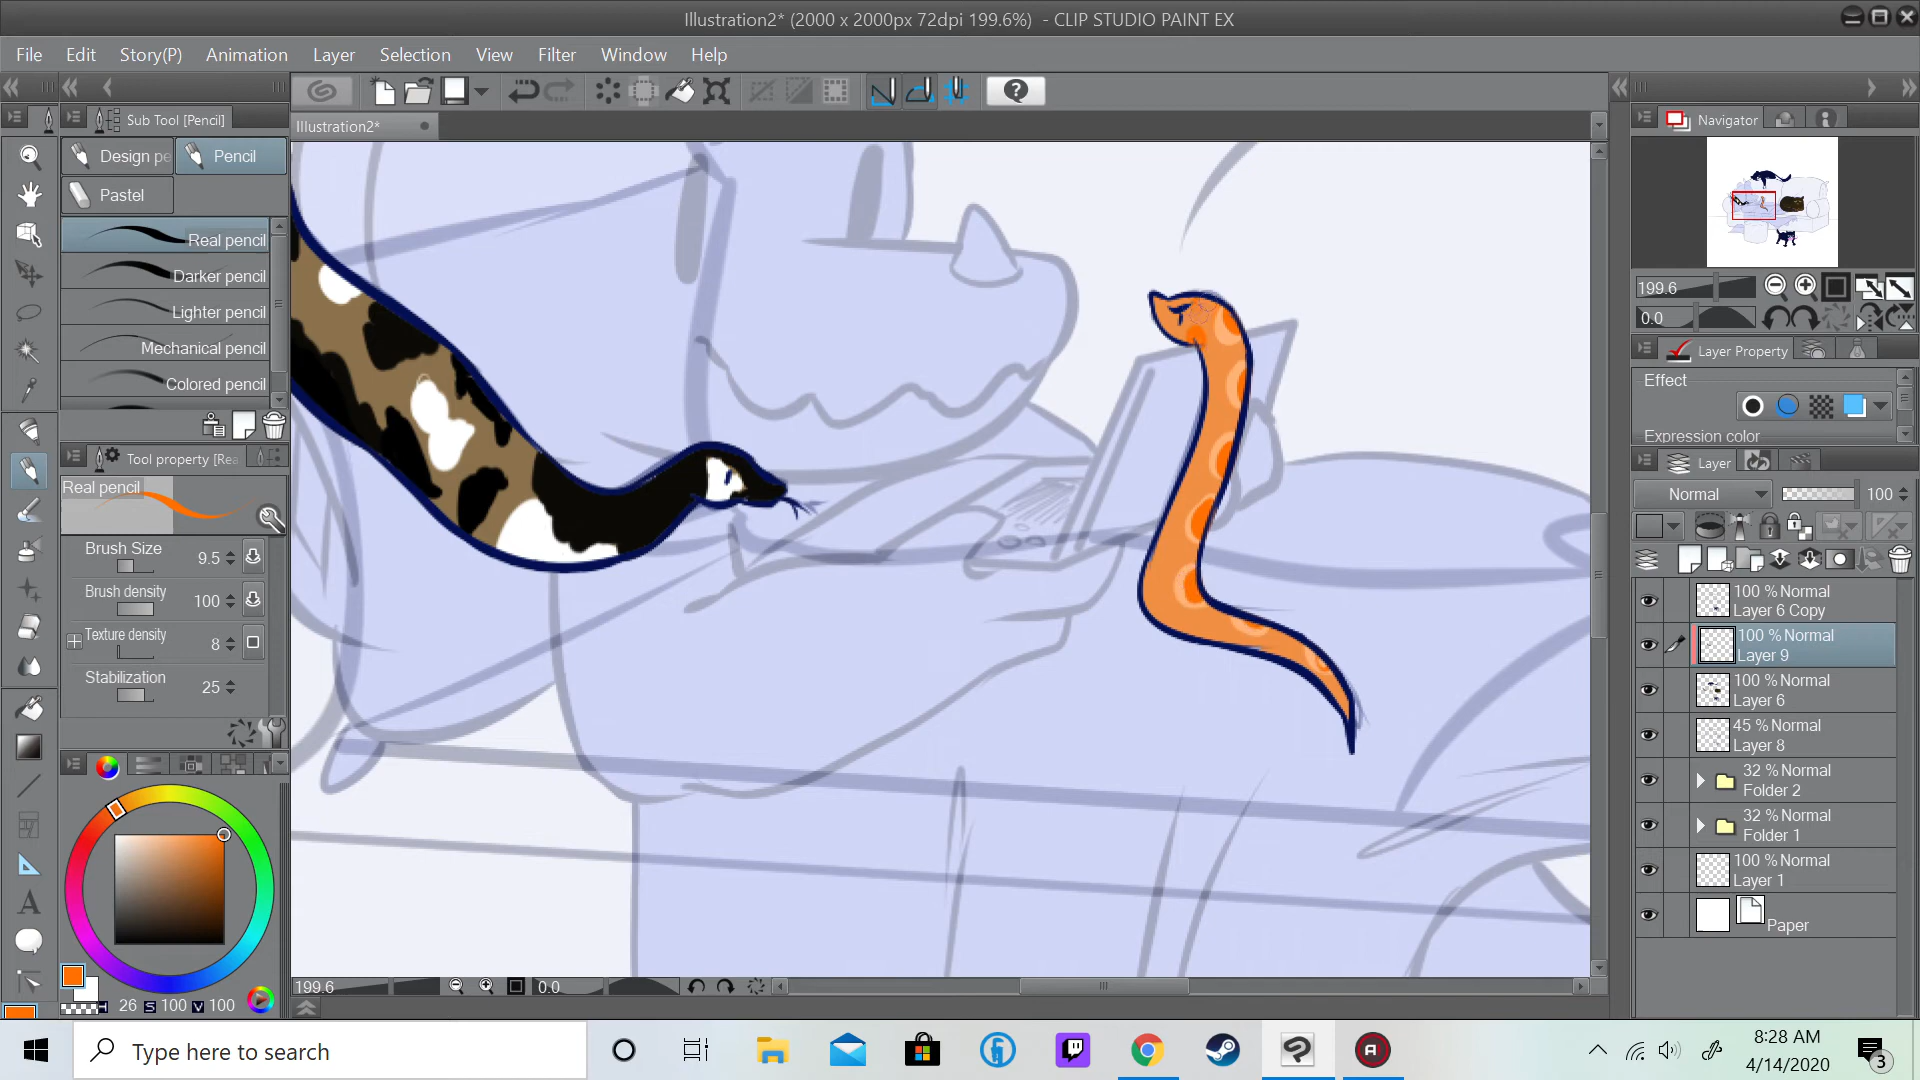 Illustration2* (2000 x 2000px 72dpi 199.6%)  - CLIP STUDIO PAINT EX
File Edit Story(P) Animation Layer Selection View Filter Window Help
Sub Tool [Pencil]
Illustration2*
Navigator
Design pe Pencil
Pastel
Real pencil
Darker pencil
Lighter pencil
Mechanical pencil
Colored pencil
199.6
0.0
Layer Property
Effect
Expression color
Tool property [Rea
Real pencil
Brush Size 9.5
Brush density 100
Texture density 8
Stabilization 25
Layer
Normal 100
100 % Normal
Layer 6 Copy
100 % Normal
Layer 9
100 % Normal
Layer 6
45 % Normal
Layer 8
32 % Normal
Folder 2
32 % Normal
Folder 1
100 % Normal
Layer 1
Paper
199.6 0.0
H 26 S 100 V 100
Type here to search
8:28 AM
4/14/2020
3